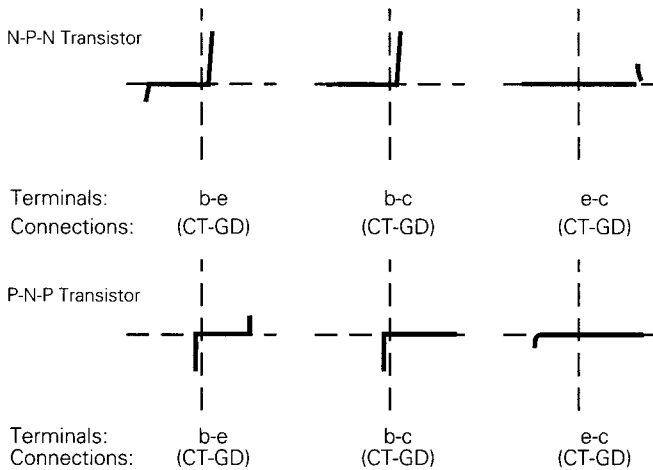 N-P-N Transistor
Terminals: b-e b-c e-c
Connections: (CT-GD) (CT-GD) (CT-GD)
P-N-P Transistor
Terminals: b-e b-c e-c
Connections: (CT-GD) (CT-GD) (CT-GD)